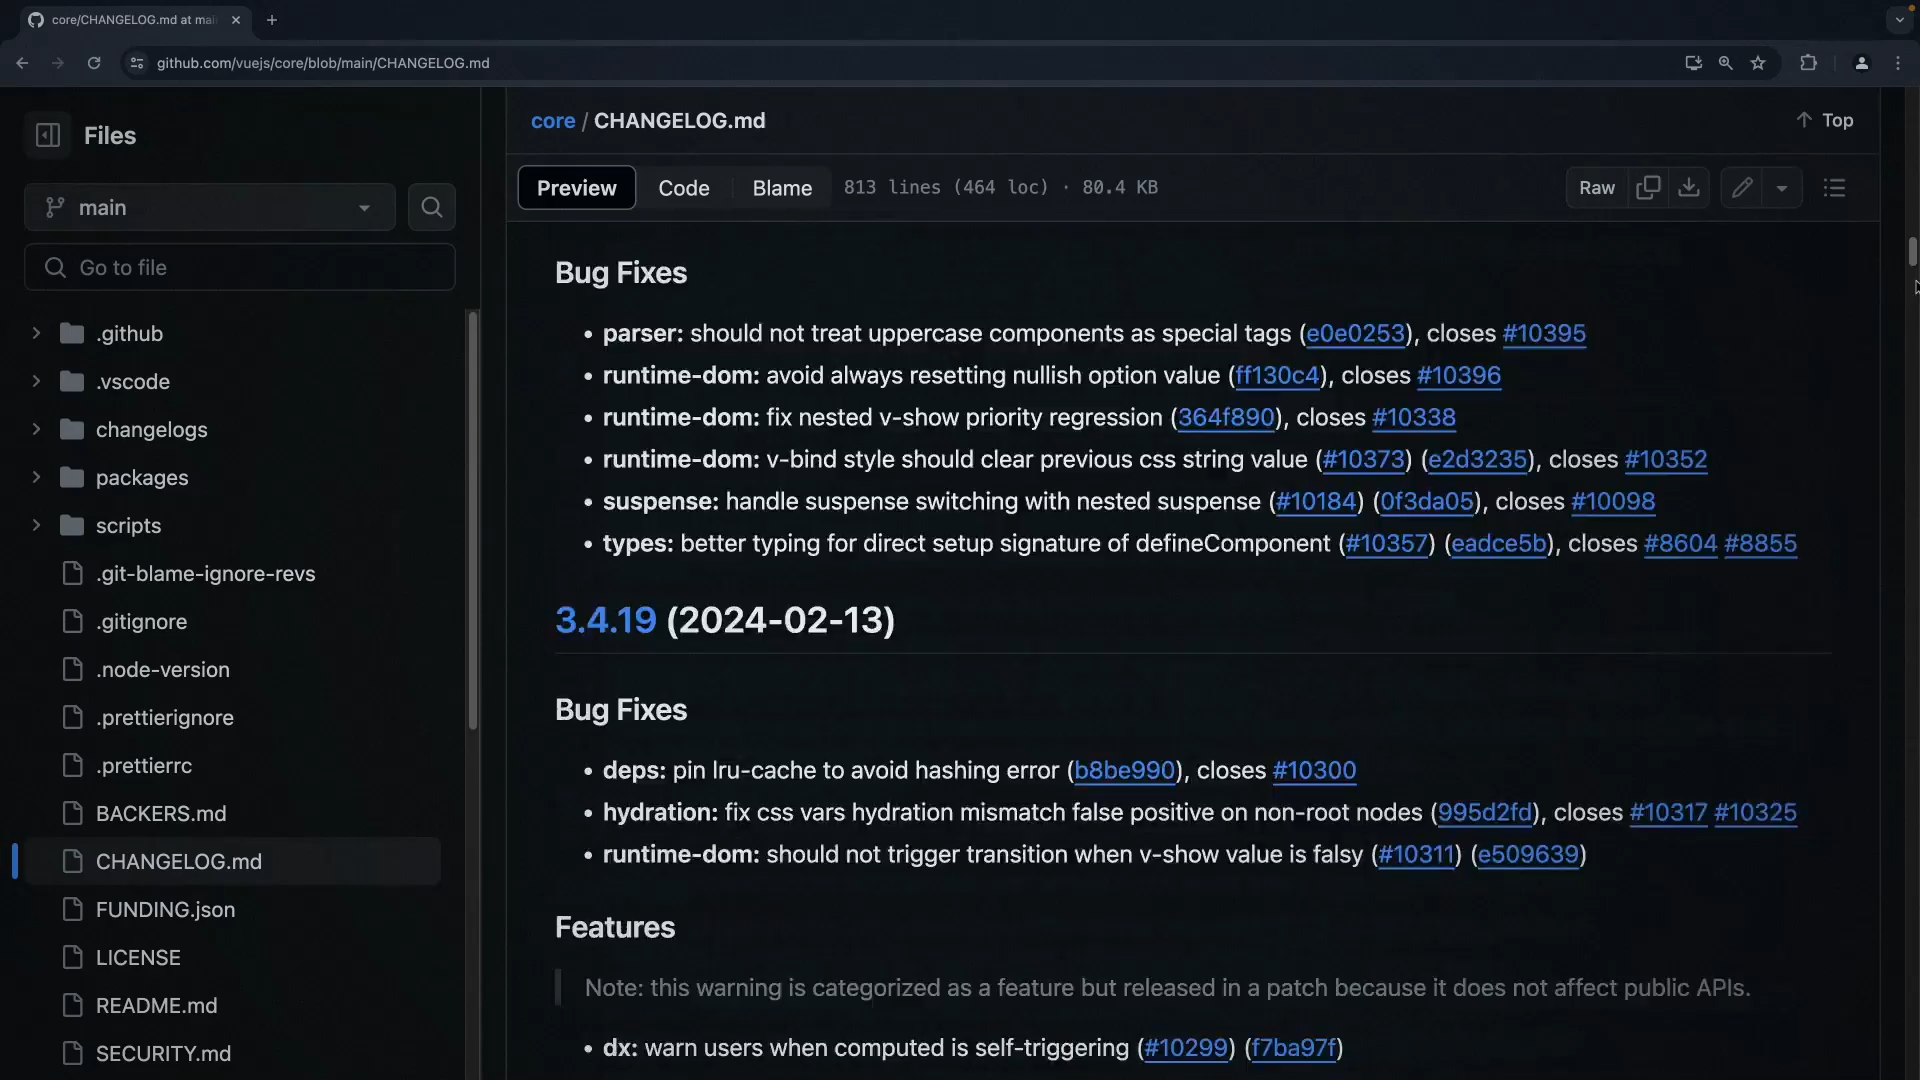 core/CHANGELOG.md at mai
github.com/vuejs/core/blob/main/CHANGELOG.md
Files
main
Go to file
.github
.vscode
changelogs
packages
scripts
.git-blame-ignore-revs
.gitignore
.node-version
.prettierignore
.prettierrc
BACKERS.md
CHANGELOG.md
FUNDING.json
LICENSE
README.md
SECURITY.md
core / CHANGELOG.md
Top
Preview Code Blame 813 lines (464 loc) · 80.4 KB
Raw
Bug Fixes
• parser: should not treat uppercase components as special tags (e0e0253), closes #10395
• runtime-dom: avoid always resetting nullish option value (ff130c4), closes #10396
• runtime-dom: fix nested v-show priority regression (364f890), closes #10338
• runtime-dom: v-bind style should clear previous css string value (#10373) (e2d3235), closes #10352
• suspense: handle suspense switching with nested suspense (#10184) (0f3da05), closes #10098
• types: better typing for direct setup signature of defineComponent (#10357) (eadce5b), closes #8604 #8855
3.4.19 (2024-02-13)
Bug Fixes
• deps: pin lru-cache to avoid hashing error (b8be990), closes #10300
• hydration: fix css vars hydration mismatch false positive on non-root nodes (995d2fd), closes #10317 #10325
• runtime-dom: should not trigger transition when v-show value is falsy (#10311) (e509639)
Features
Note: this warning is categorized as a feature but released in a patch because it does not affect public APIs.
• dx: warn users when computed is self-triggering (#10299) (f7ba97f)